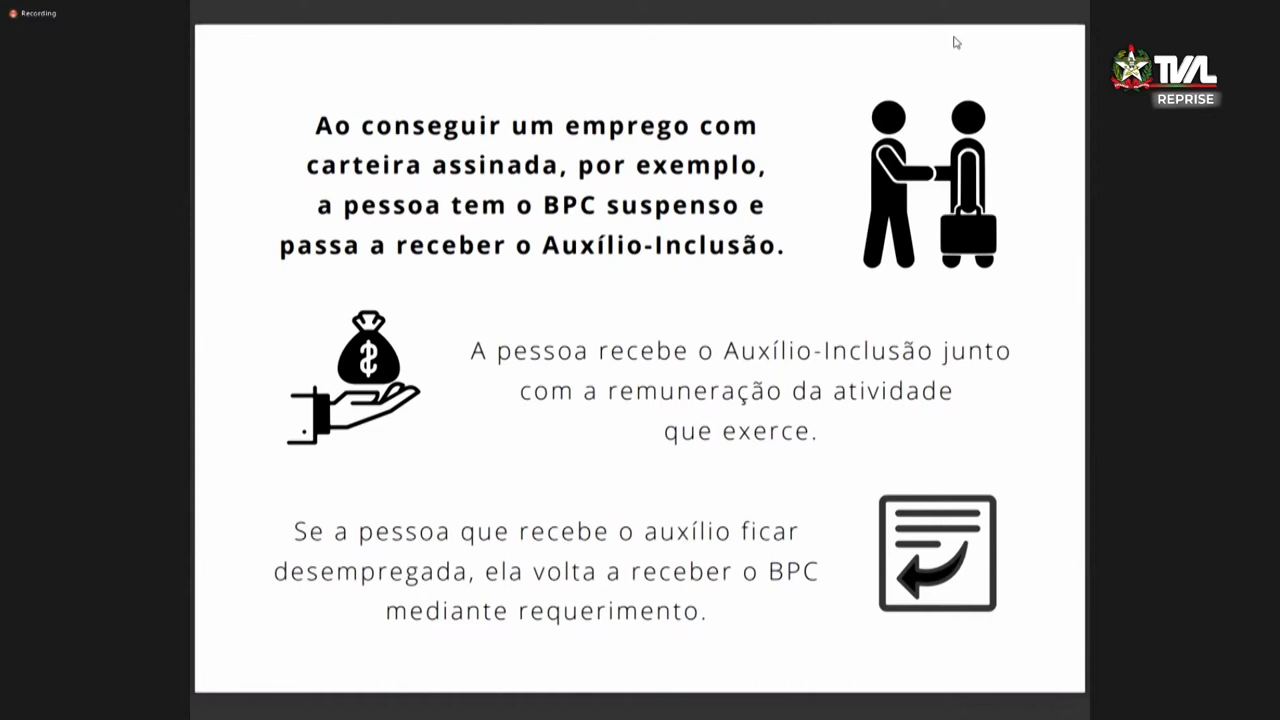 Recording
TVAL
REPRISE
Ao conseguir um emprego com
carteira assinada, por exemplo,
a pessoa tem o BPC suspenso e
passa a receber o Auxílio-Inclusão.
A pessoa recebe o Auxílio-Inclusão junto
com a remuneração da atividade
que exerce.
Se a pessoa que recebe o auxílio ficar
desempregada, ela volta a receber o BPC
mediante requerimento.